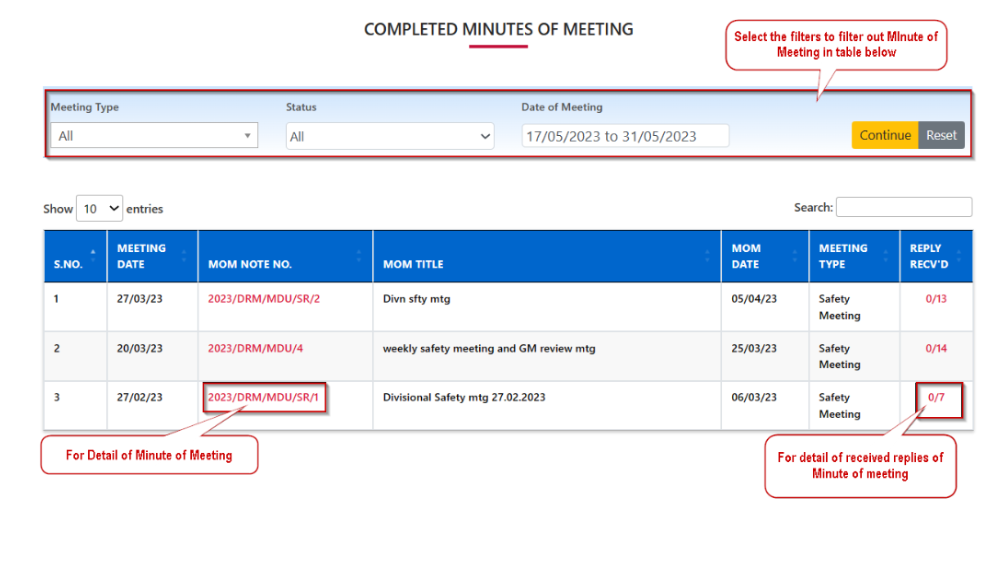 COMPLETED MINUTES OF MEETING
Select the filters to filter out MInute of
Meeting in table below
Meeting Type
Status
Date of Meeting
All
All
17/05/2023 to 31/05/2023
Continue
Reset
Show 10 entries
Search:
S.NO.
MEETING
DATE
MOM NOTE NO.
MOM TITLE
MOM
DATE
MEETING
TYPE
REPLY
RECV'D
1
27/03/23
2023/DRM/MDU/SR/2
Divn sfty mtg
05/04/23
Safety
Meeting
0/13
2
20/03/23
2023/DRM/MDU/4
weekly safety meeting and GM review mtg
25/03/23
Safety
Meeting
0/14
3
27/02/23
2023/DRM/MDU/SR/1
Divisional Safety mtg 27.02.2023
06/03/23
Safety
Meeting
0/7
For Detail of Minute of Meeting
For detail of received replies of
Minute of meeting